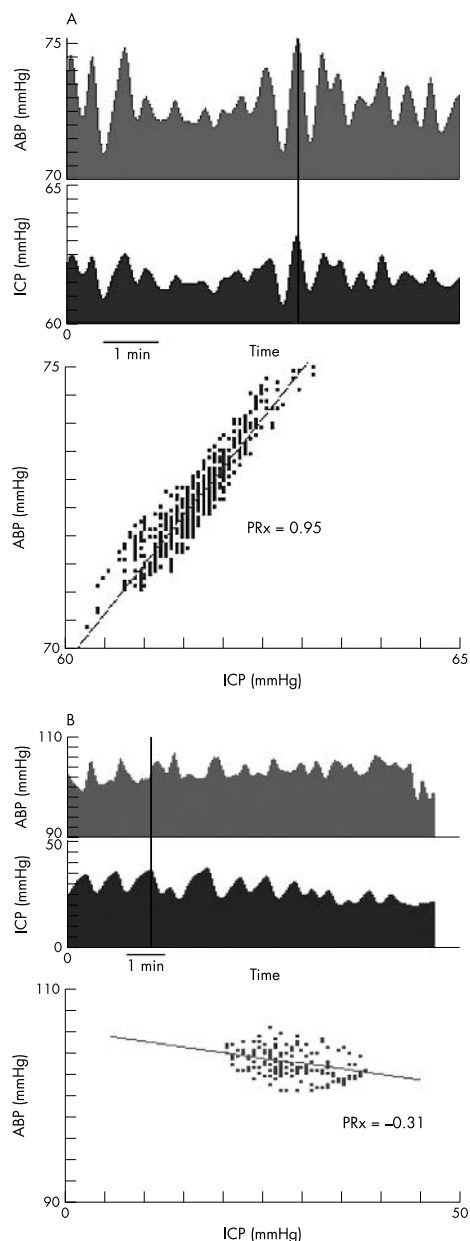 A
75
ABP (mmHg)
70
65
ICP (mmHg)
60
0
1 min
Time
75
ABP (mmHg)
PRx = 0.95
70
60
65
ICP (mmHg)
B
110
ABP (mmHg)
90
50
ICP (mmHg)
0
0
1 min
Time
110
ABP (mmHg)
PRx = –0.31
90
0
50
ICP (mmHg)